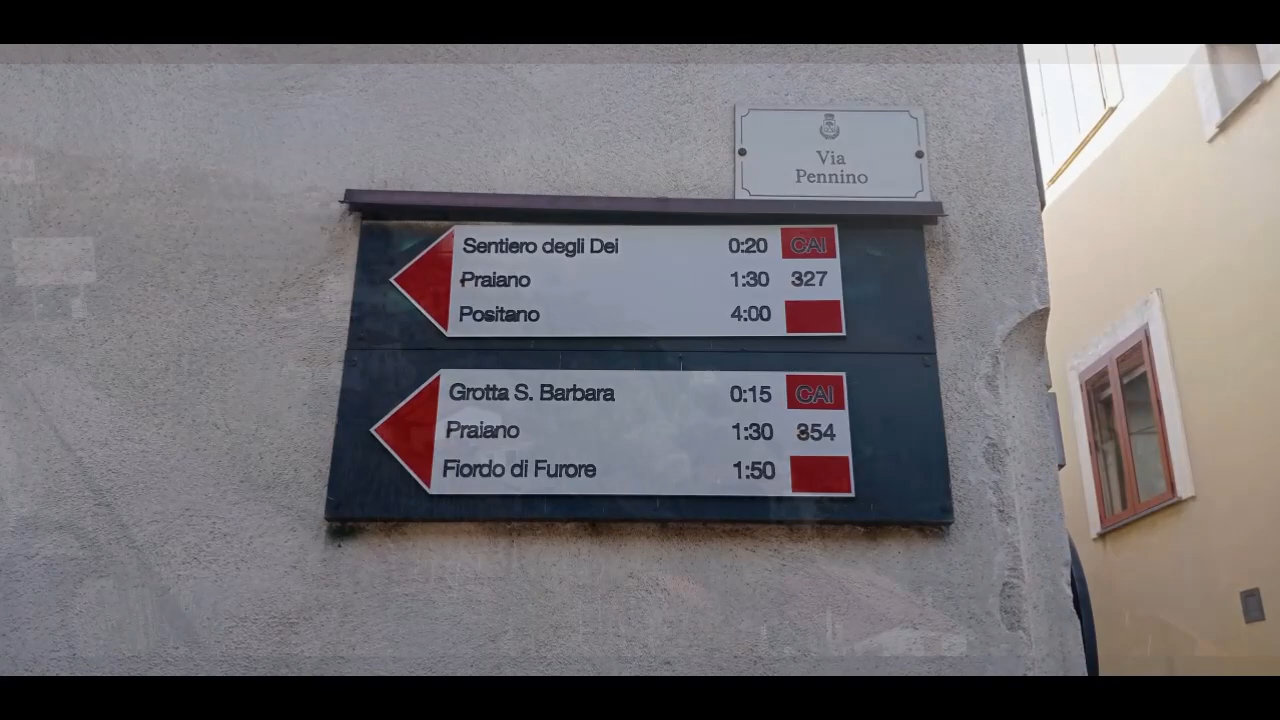 Via
Pennino
Sentiero degli Dei 0:20 CAI
Praiano 1:30 327
Positano 4:00
Grotta S. Barbara 0:15 CAI
Praiano 1:30 354
Fiordo di Furore 1:50